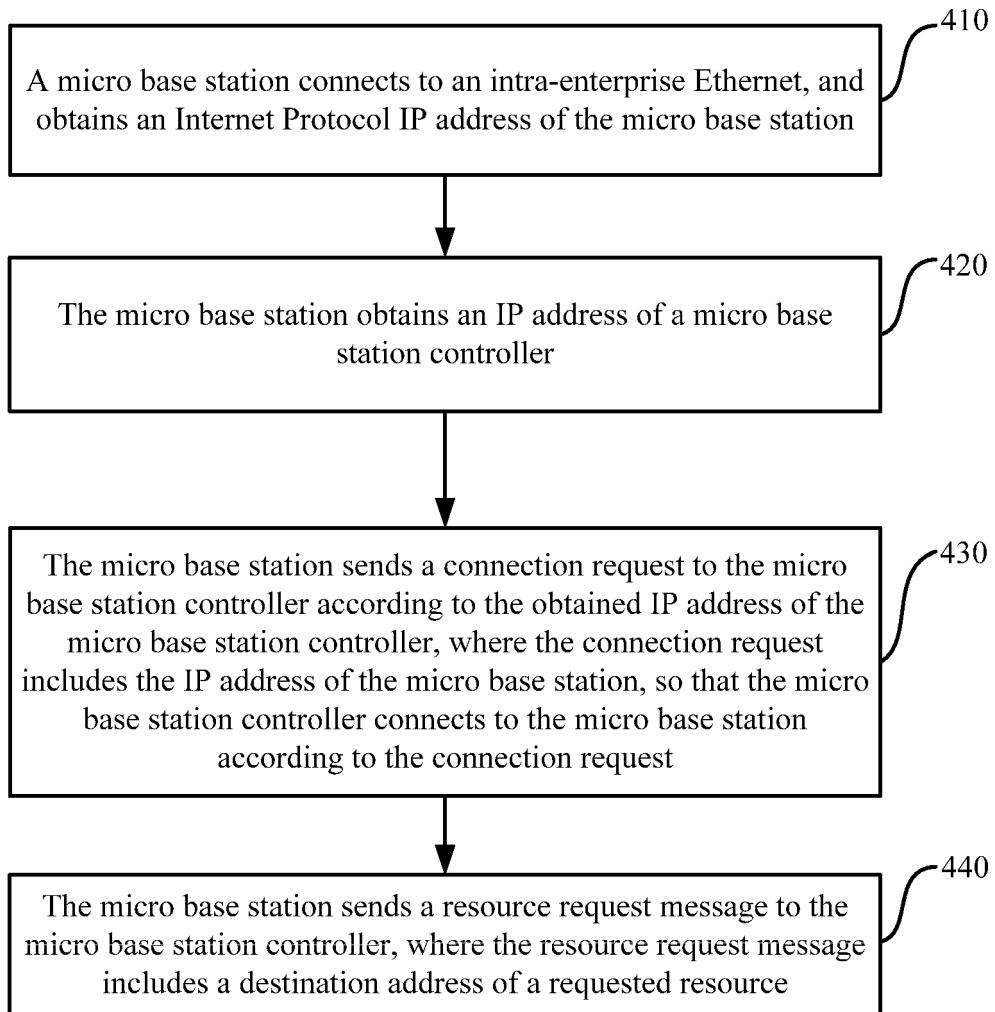 410
A micro base station connects to an intra-enterprise Ethernet, and
obtains an Internet Protocol IP address of the micro base station
420
The micro base station obtains an IP address of a micro base
station controller
430
The micro base station sends a connection request to the micro
base station controller according to the obtained IP address of the
micro base station controller, where the connection request
includes the IP address of the micro base station, so that the micro
base station controller connects to the micro base station
according to the connection request
440
The micro base station sends a resource request message to the
micro base station controller, where the resource request message
includes a destination address of a requested resource